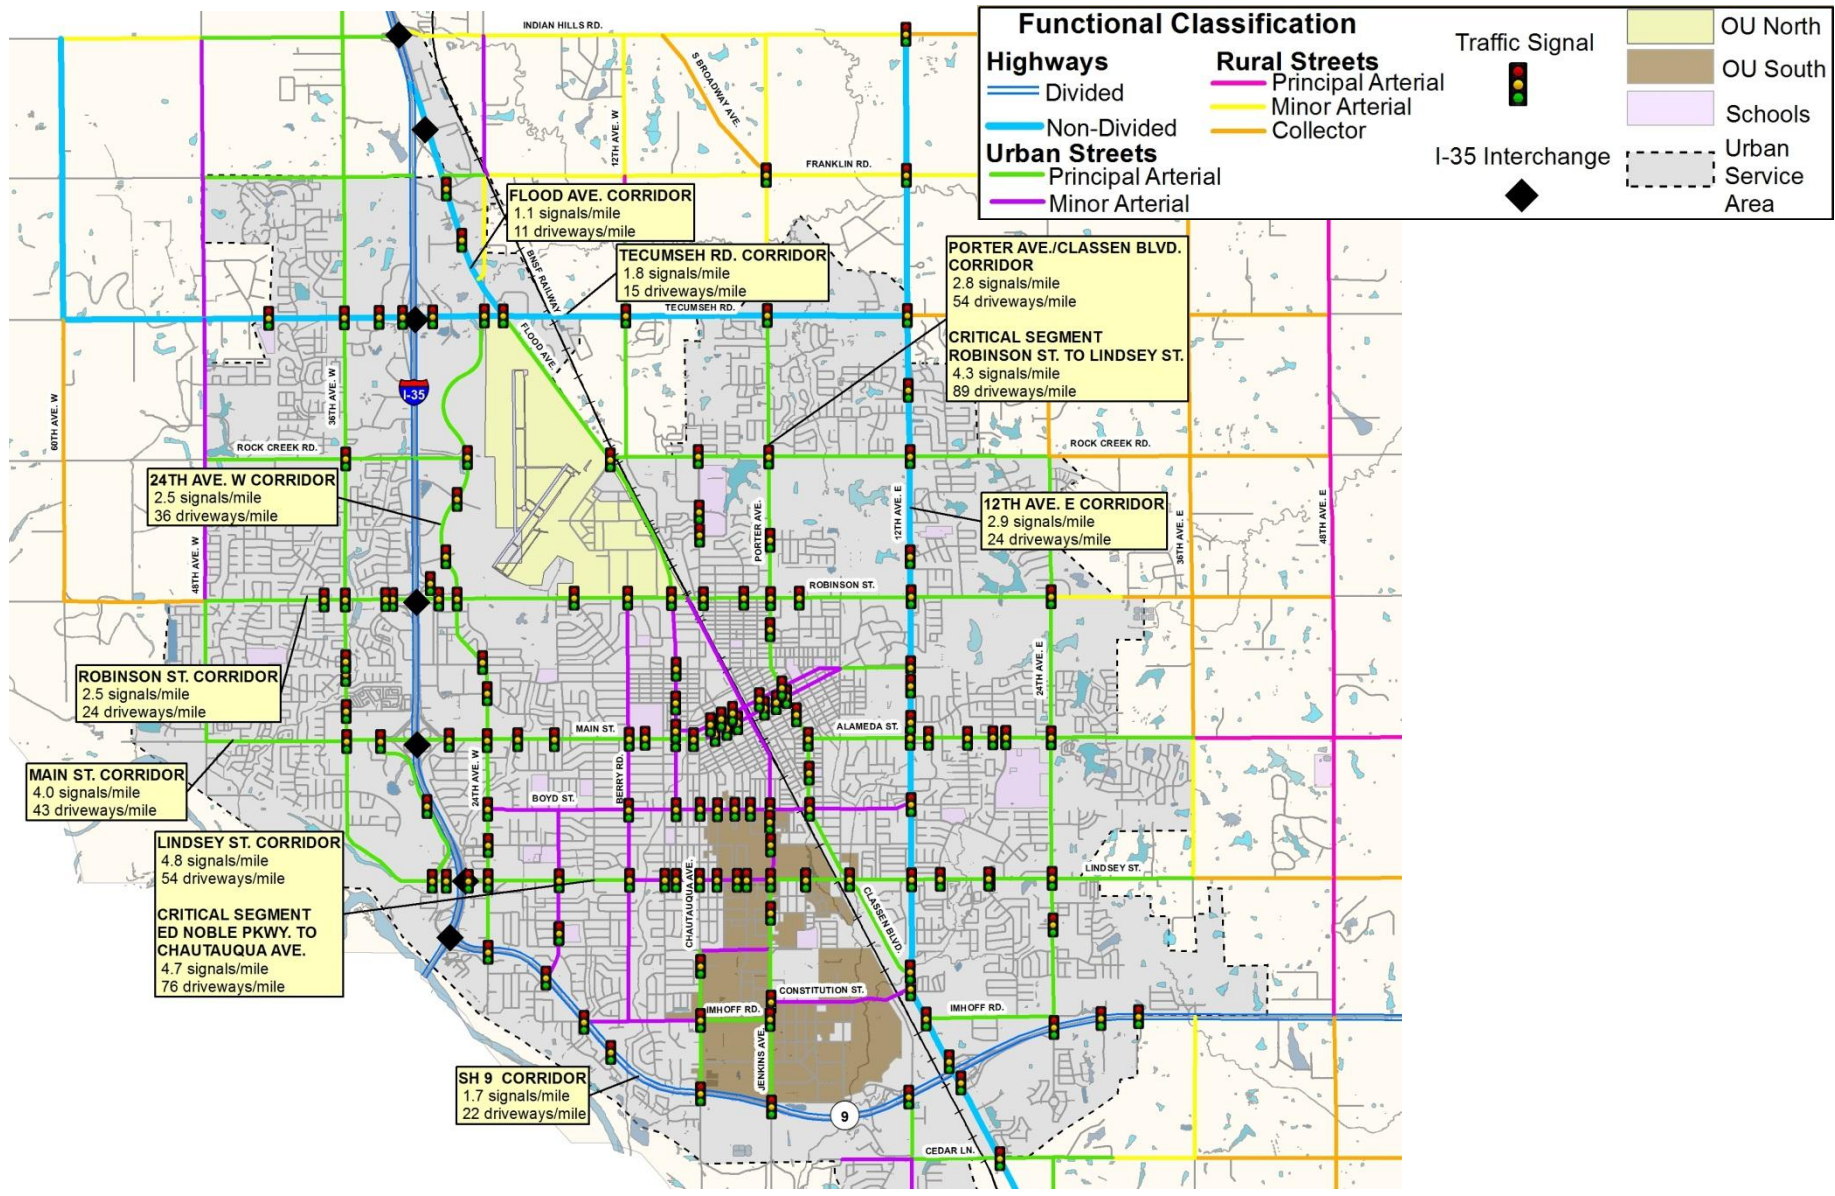 INDIAN HILLS RD.
Functional Classification
Highways
Divided
Non-Divided
Urban Streets
Principal Arterial
Minor Arterial
Rural Streets
Principal Arterial
Minor Arterial
Collector
Traffic Signal
I-35 Interchange
OU North
OU South
Schools
Urban
Service
Area
S BROADWAY AVE.
12TH AVE. W
FRANKLIN RD.
FLOOD AVE. CORRIDOR
1.1 signals/mile
11 driveways/mile
BNSF RAILWAY
TECUMSEH RD. CORRIDOR
1.8 signals/mile
15 driveways/mile
TECUMSEH RD.
PORTER AVE./CLASSEN BLVD.
CORRIDOR
2.8 signals/mile
54 driveways/mile
CRITICAL SEGMENT
ROBINSON ST. TO LINDSEY ST.
4.3 signals/mile
89 driveways/mile
FLOOD AVE.
I-35
36TH AVE. W
60TH AVE. W
ROCK CREEK RD.
ROCK CREEK RD.
24TH AVE. W CORRIDOR
2.5 signals/mile
36 driveways/mile
12TH AVE. E CORRIDOR
2.9 signals/mile
24 driveways/mile
12TH AVE. E
PORTER AVE.
36TH AVE. E
48TH AVE. E
48TH AVE. W
ROBINSON ST.
ROBINSON ST. CORRIDOR
2.5 signals/mile
24 driveways/mile
24TH AVE. E
MAIN ST.
ALAMEDA ST.
MAIN ST. CORRIDOR
4.0 signals/mile
43 driveways/mile
24TH AVE. W
BERRY RD.
BOYD ST.
LINDSEY ST. CORRIDOR
4.8 signals/mile
54 driveways/mile
CRITICAL SEGMENT
ED NOBLE PKWY. TO
CHAUTAUQUA AVE.
4.7 signals/mile
76 driveways/mile
LINDSEY ST.
CHAUTAUQUA AVE.
CLASSEN BLVD.
CONSTITUTION ST.
IMHOFF RD.
IMHOFF RD.
JENKINS AVE.
SH 9 CORRIDOR
1.7 signals/mile
22 driveways/mile
9
CEDAR LN.